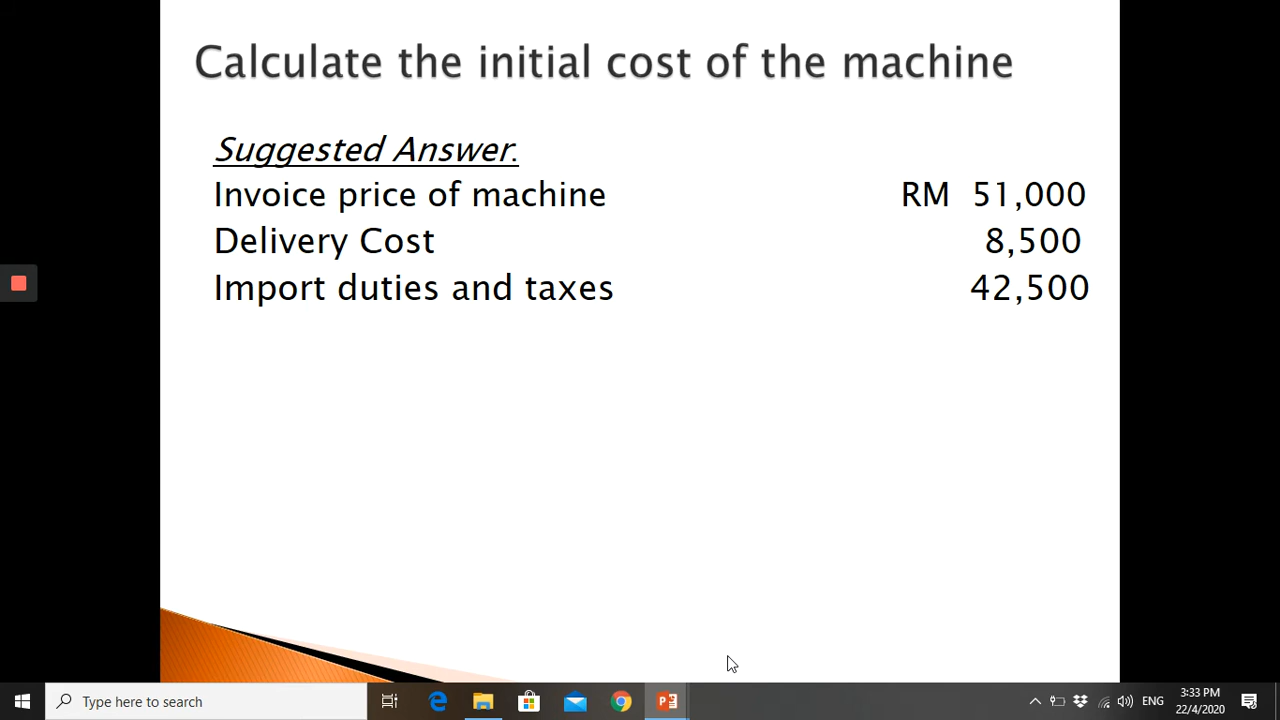 Calculate the initial cost of the machine
Suggested Answer:
Invoice price of machine RM 51,000
Delivery Cost 8,500
Import duties and taxes 42,500
Type here to search
ENG
3:33 PM
22/4/2020